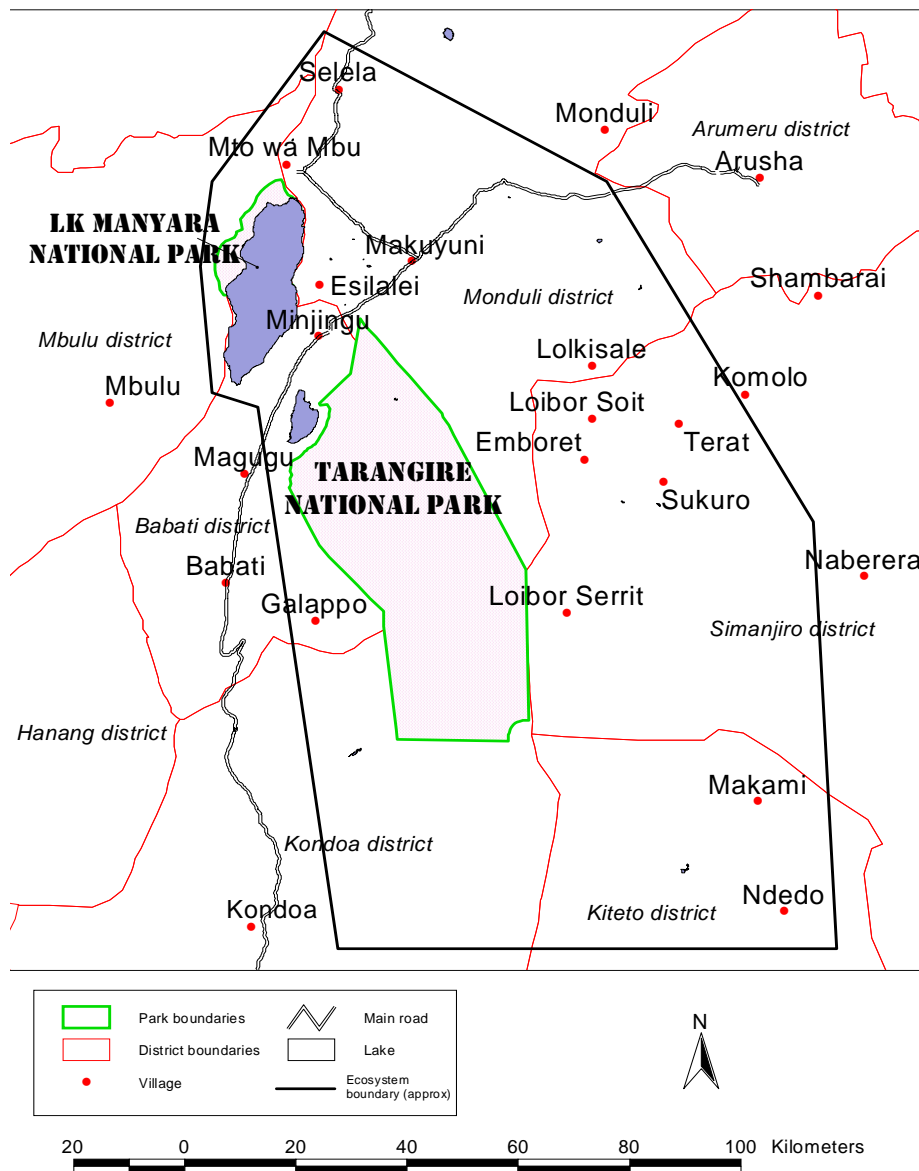 Selela
Monduli
Arumeru district
Mto wa Mbu
Arusha
LK MANYARA
NATIONAL PARK
Makuyuni
Esilalei
Monduli district
Shambarai
Minjingu
Mbulu district
Lolkisale
Mbulu
Komolo
Loibor Soit
Emboret
Terat
Magugu
TARANGIRE
NATIONAL PARK
Sukuro
Babati district
Babati
Naberera
Galappo
Loibor Serrit
Simanjiro district
Hanang district
Makami
Kondoa district
Kondoa
Kiteto district
Ndedo
Park boundaries
Main road
District boundaries
Lake
Village
Ecosystem
boundary (approx)
N
20 0 20 40 60 80 100 Kilometers